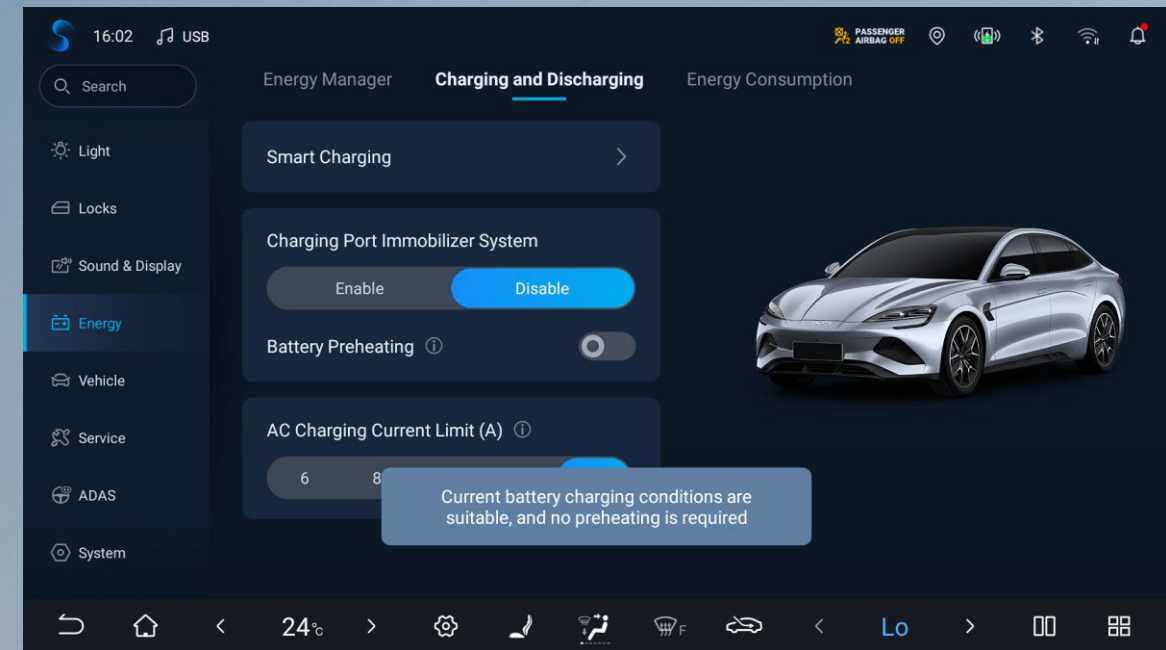 16:02 USB
PASSENGER
AIRBAG OFF
2
Search
Energy Manager Charging and Discharging Energy Consumption
Light
Locks
Sound & Display
Energy
Vehicle
Service
ADAS
System
Smart Charging
Charging Port Immobilizer System
Enable Disable
Battery Preheating
AC Charging Current Limit (A)
6 8
Current battery charging conditions are
suitable, and no preheating is required
24°C
F
Lo